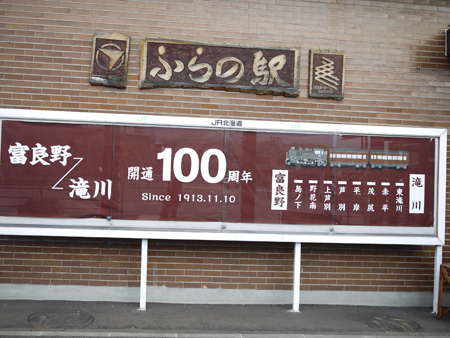 ふらの駅
JR北海道
富良野
滝川
開通100周年
Since 1913.11.10
富良野
島ノ下
野花南
上芦別
芦別
平岸
茂尻
赤平
東滝川
滝川